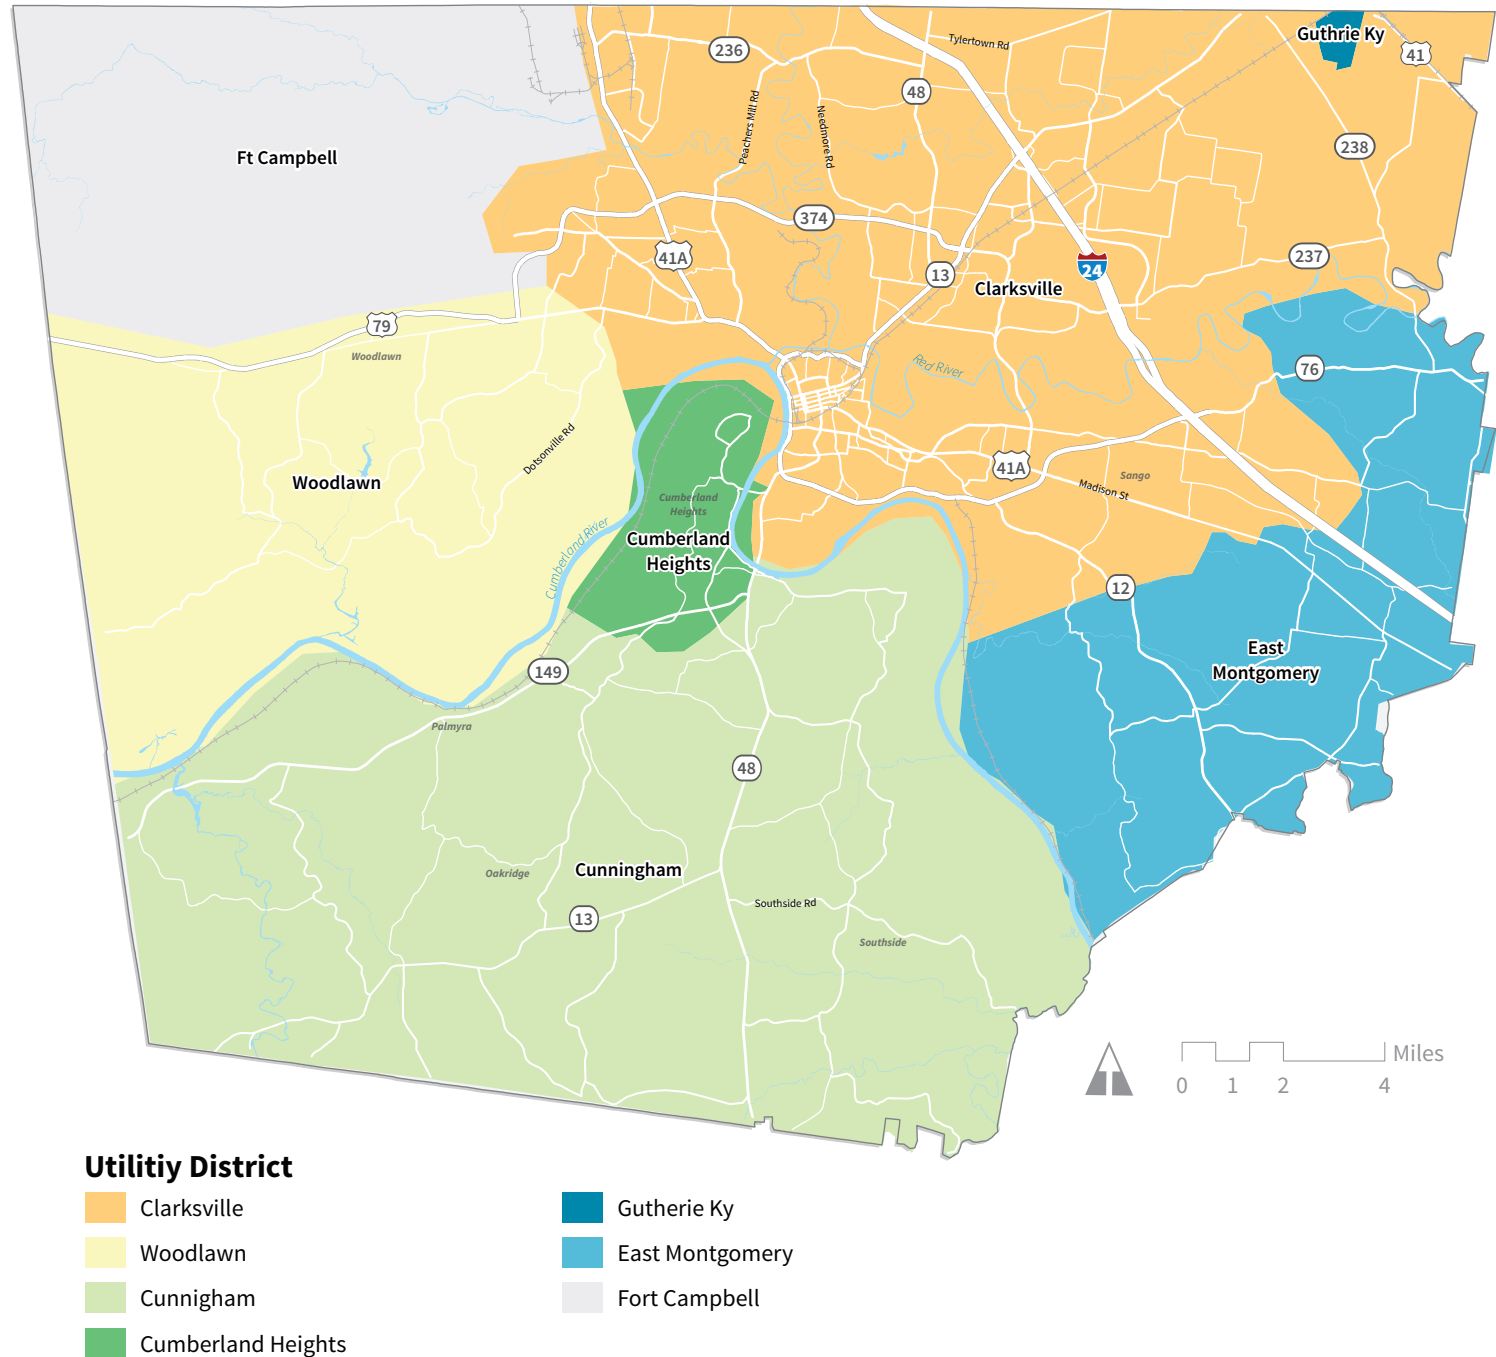 Guthrie Ky
236
Tylertown Rd
41
48
Peachers Mill Rd
Needmore Rd
238
Ft Campbell
374
41A
237
13
24
Clarksville
79
Woodlawn
Red River
76
Dotsonville Rd
41A
Sango
Madison St
Woodlawn
Cumberland
Heights
Cumberland River
Cumberland
Heights
12
East
Montgomery
149
Palmyra
48
Oakridge
Cunningham
Southside Rd
13
Southside
Miles
0 1 2 4
Utilitiy District
Clarksville
Woodlawn
Cunnigham
Cumberland Heights
Gutherie Ky
East Montgomery
Fort Campbell